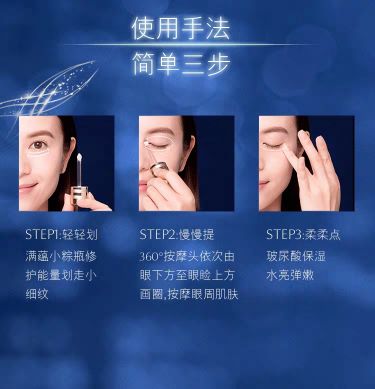 使用手法
简单三步
STEP1:轻轻划
满蕴小棕瓶修
护能量划走小
细纹
STEP2:慢慢提
360°按摩头依次由
眼下方至眼睑上方
画圈,按摩眼周肌肤
STEP3:柔柔点
玻尿酸保湿
水亮弹嫩